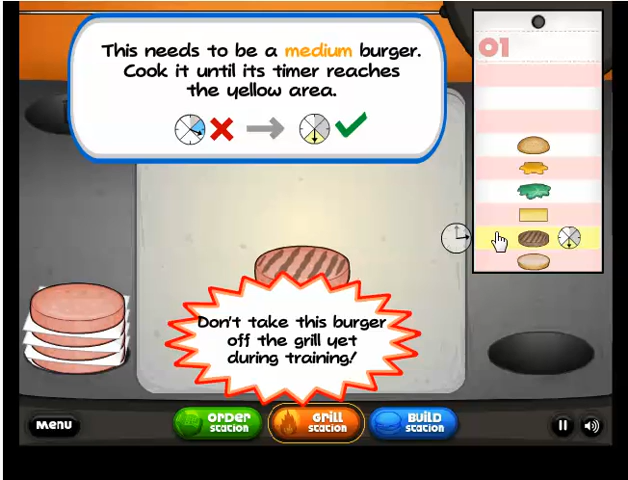 This needs to be a medium burger.
Cook it until its timer reaches
the yellow area.
01
Don't take this burger
off the grill yet
during training!
menu
ORDER
STATION
GRILL
STATION
BUILD
STATION